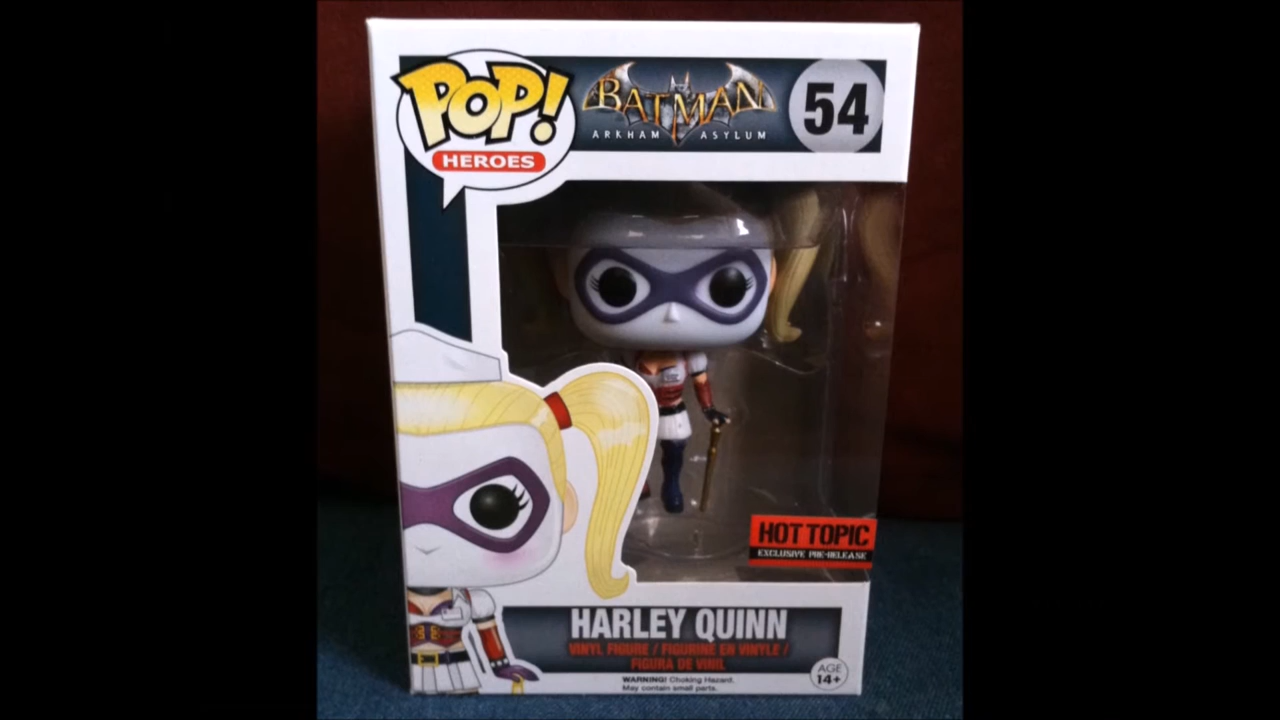 POP!
HEROES
BATMAN
ARKHAM ASYLUM
54
HOT TOPIC
EXCLUSIVE PRE-RELEASE
HARLEY QUINN
VINYL FIGURE / FIGURINE EN VINYLE /
FIGURA DE VINIL
WARNING! Choking Hazard.
May contain small parts.
AGE
14+